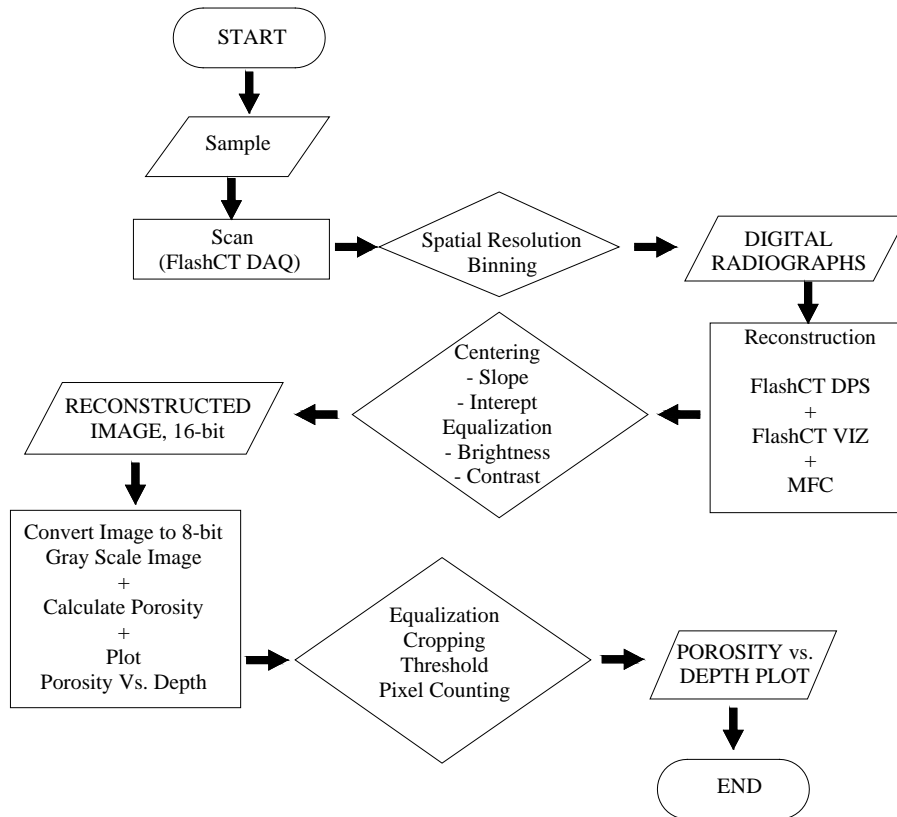 START
Sample
Scan
(FlashCT DAQ)
Spatial Resolution
Binning
DIGITAL
RADIOGRAPHS
Reconstruction
FlashCT DPS
+
FlashCT VIZ
+
MFC
Centering
- Slope
- Interept
Equalization
- Brightness
- Contrast
RECONSTRUCTED
IMAGE, 16-bit
Convert Image to 8-bit
Gray Scale Image
+
Calculate Porosity
+
Plot
Porosity Vs. Depth
Equalization
Cropping
Threshold
Pixel Counting
POROSITY vs.
DEPTH PLOT
END